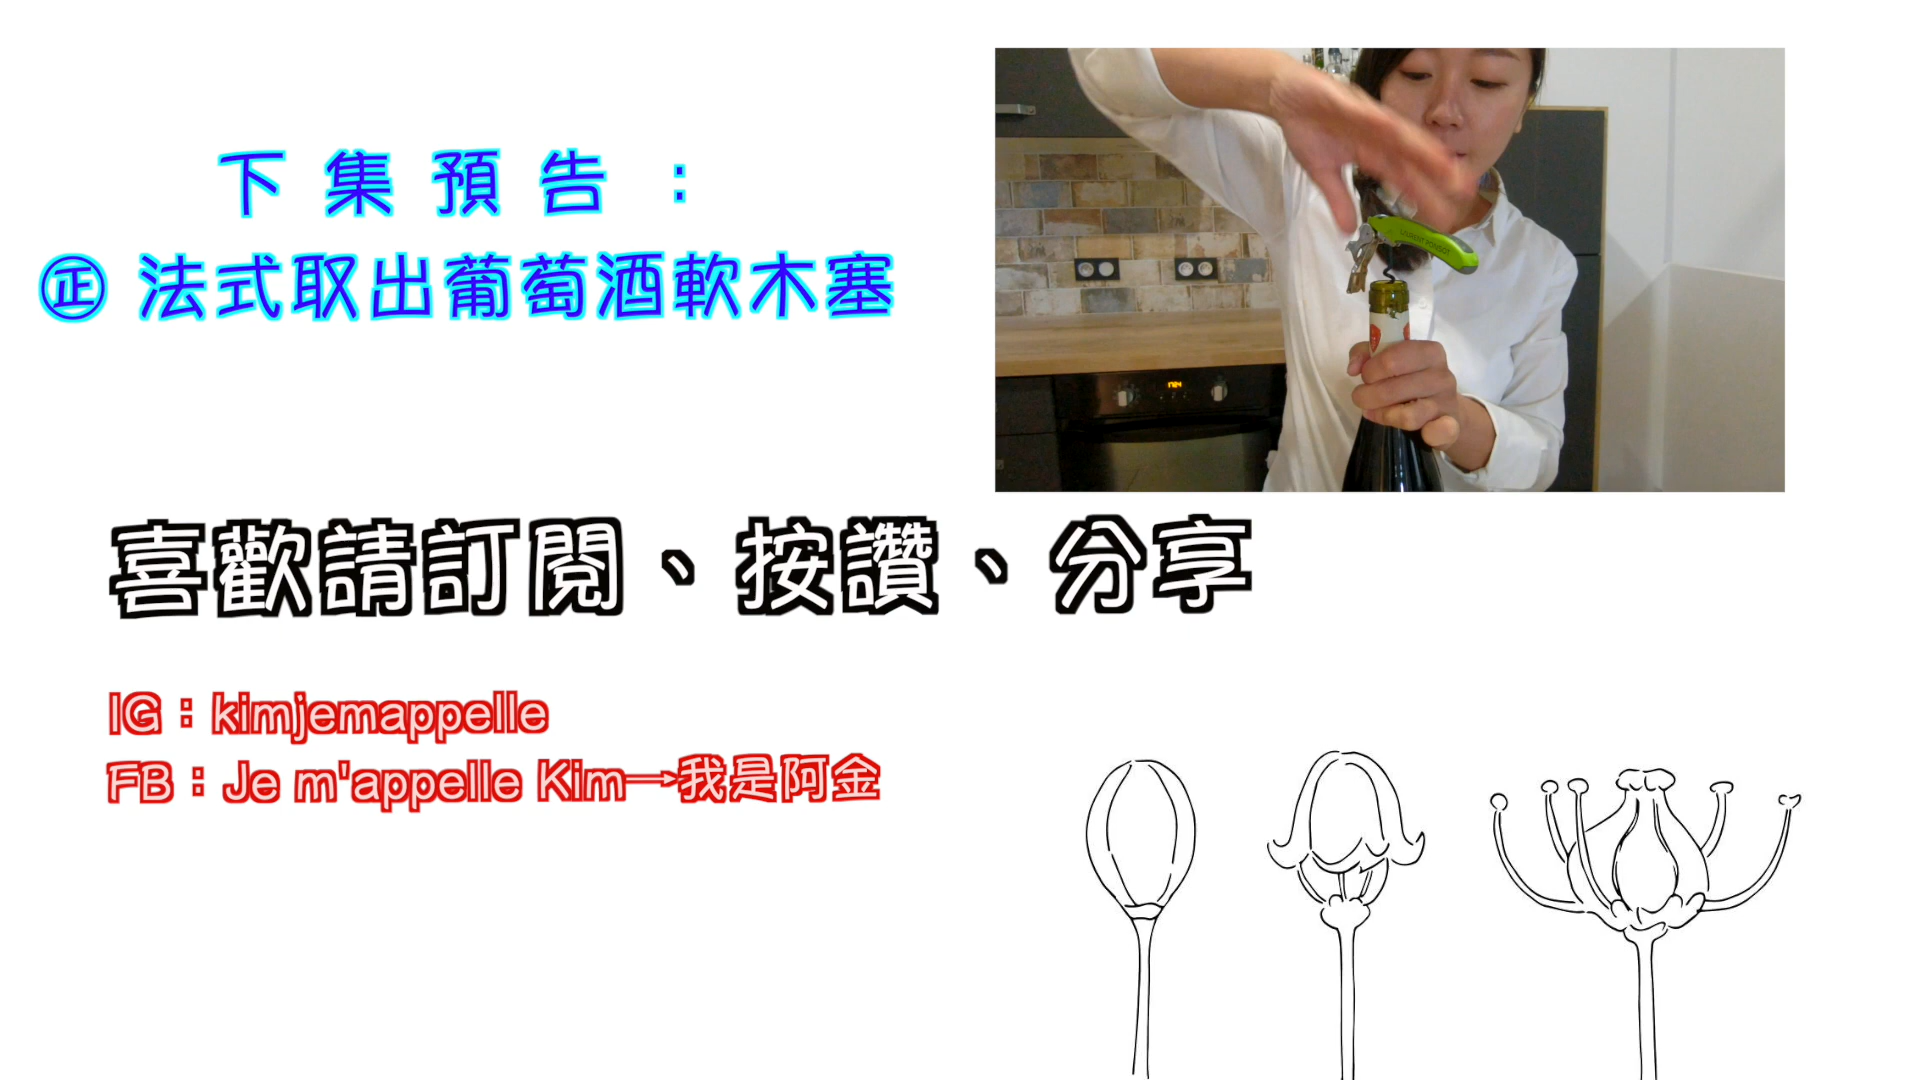 下集預告：
㊣ 法式取出葡萄酒軟木塞
喜歡請訂閱、按讚、分享
IG：kimjemappelle
FB：Je m'appelle Kim→我是阿金